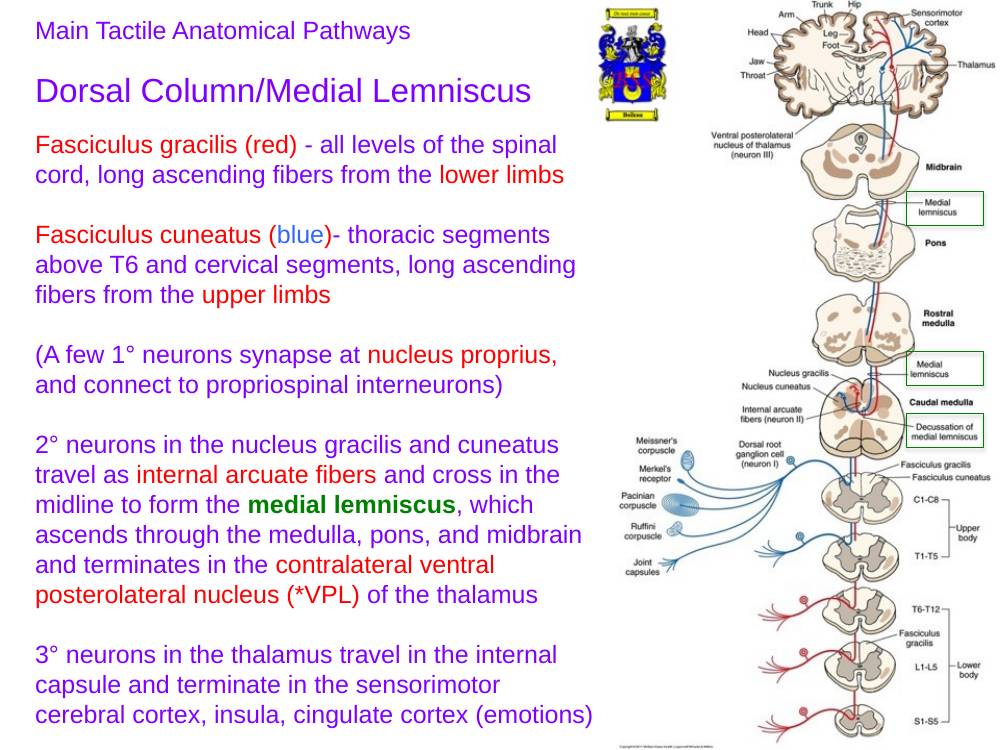 Main Tactile Anatomical Pathways
Dorsal Column/Medial Lemniscus
Fasciculus gracilis (red) - all levels of the spinal
cord, long ascending fibers from the lower limbs
Fasciculus cuneatus (blue)- thoracic segments
above T6 and cervical segments, long ascending
fibers from the upper limbs
(A few 1° neurons synapse at nucleus proprius,
and connect to propriospinal interneurons)
2° neurons in the nucleus gracilis and cuneatus
travel as internal arcuate fibers and cross in the
midline to form the medial lemniscus, which
ascends through the medulla, pons, and midbrain
and terminates in the contralateral ventral
posterolateral nucleus (*VPL) of the thalamus
3° neurons in the thalamus travel in the internal
capsule and terminate in the sensorimotor
cerebral cortex, insula, cingulate cortex (emotions)
Trunk
Hip
Arm
Sensorimotor
cortex
Head
Leg
Foot
Jaw
Throat
Thalamus
Ventral posterolateral
nucleus of thalamus
(neuron III)
Midbrain
Medial
lemniscus
Pons
Rostral
medulla
Medial
lemniscus
Nucleus gracilis
Nucleus cuneatus
Caudal medulla
Internal arcuate
fibers (neuron II)
Decussation of
medial lemniscus
Meissner's
corpuscle
Dorsal root
ganglion cell
(neuron I)
Merkel's
receptor
Pacinian
corpuscle
Ruffini
corpuscle
Joint
capsules
Fasciculus gracilis
Fasciculus cuneatus
C1-C8
Upper
body
T1-T5
T6-T12
Fasciculus
gracilis
L1-L5
Lower
body
S1-S5